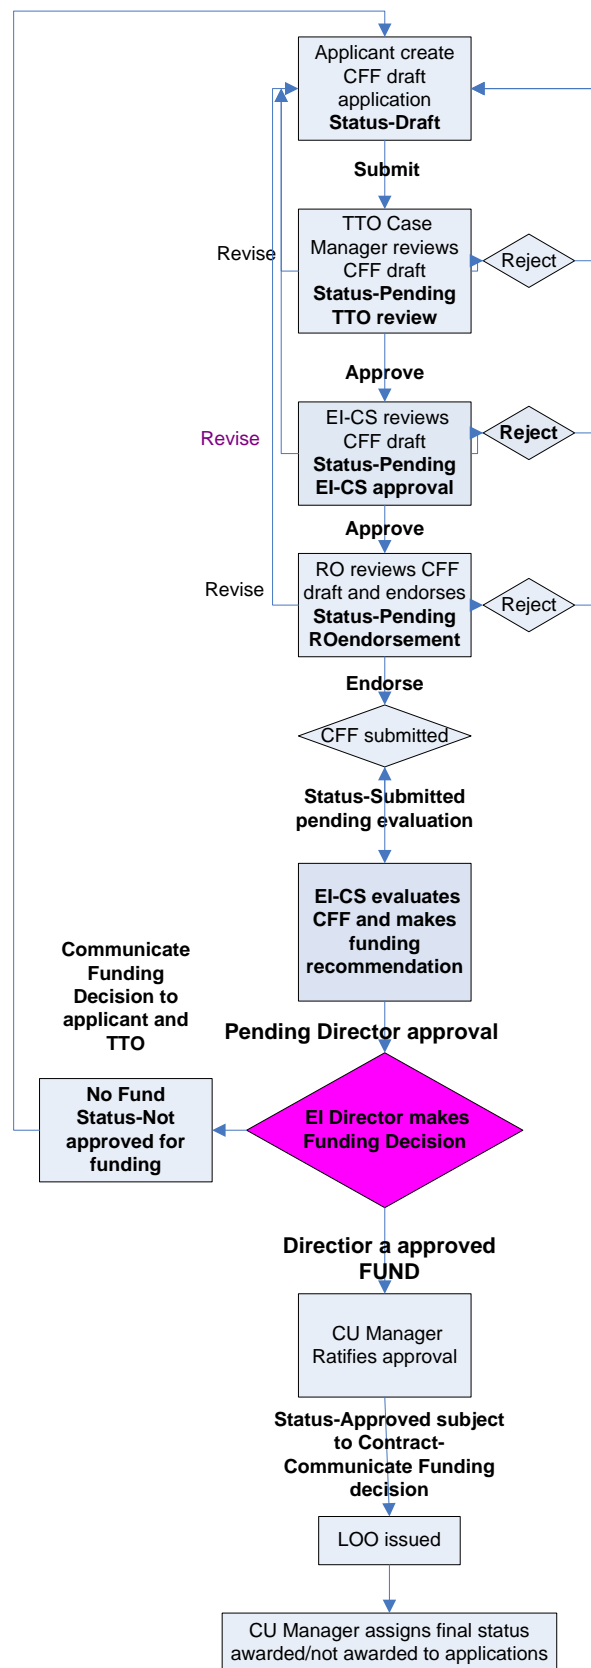 Applicant create
CFF draft
application
Status-Draft
Submit
TTO Case
Manager reviews
CFF draft
Status-Pending
TTO review
Revise
Reject
Approve
EI-CS reviews
CFF draft
Status-Pending
EI-CS approval
Revise
Reject
Approve
RO reviews CFF
draft and endorses
Status-Pending
ROendorsement
Revise
Reject
Endorse
CFF submitted
Status-Submitted
pending evaluation
EI-CS evaluates
CFF and makes
funding
recommendation
Communicate
Funding
Decision to
applicant and
TTO
Pending Director approval
EI Director makes
Funding Decision
No Fund
Status-Not
approved for
funding
Directior a approved
FUND
CU Manager
Ratifies approval
Status-Approved subject
to Contract-
Communicate Funding
decision
LOO issued
CU Manager assigns final status
awarded/not awarded to applications